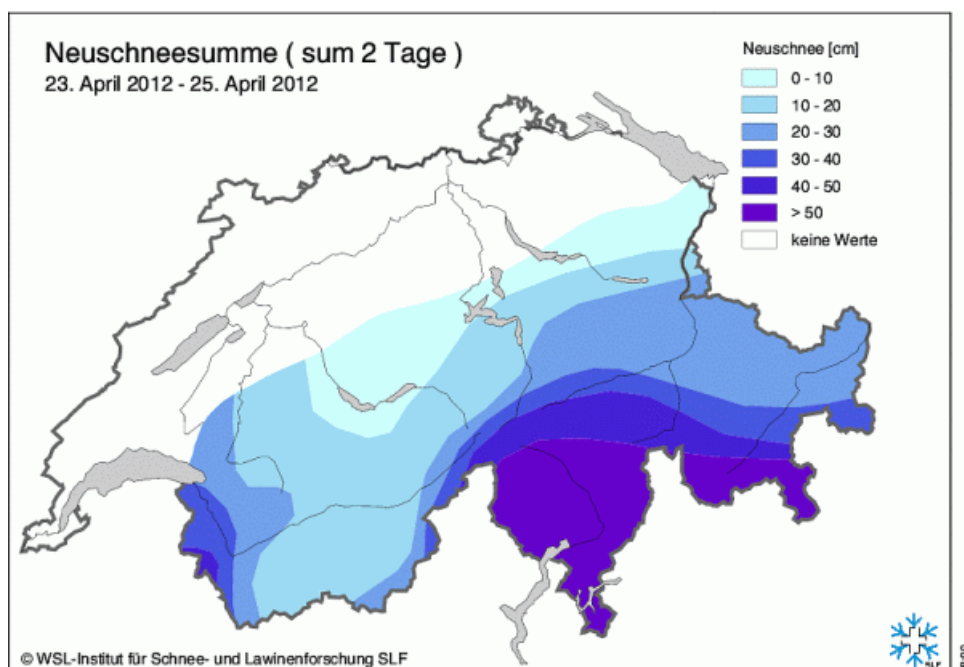 Neuschneesumme ( sum 2 Tage )
23. April 2012 - 25. April 2012
Neuschnee [cm]
0 - 10
10 - 20
20 - 30
30 - 40
40 - 50
> 50
keine Werte
© WSL-Institut für Schnee- und Lawinenforschung SLF
SLF